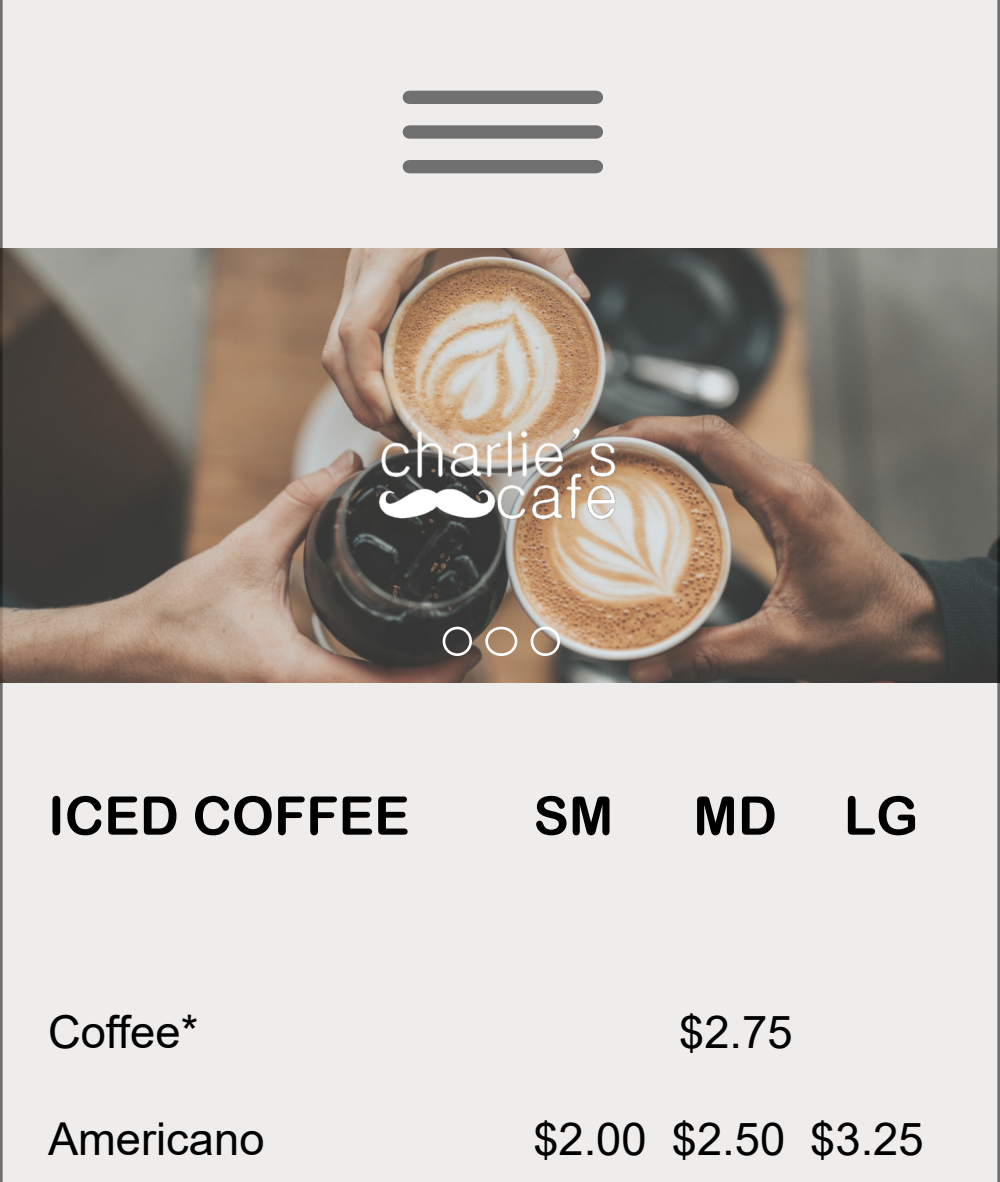 charlie's
cafe
ICED COFFEE SM MD LG
Coffee* $2.75
Americano $2.00 $2.50 $3.25